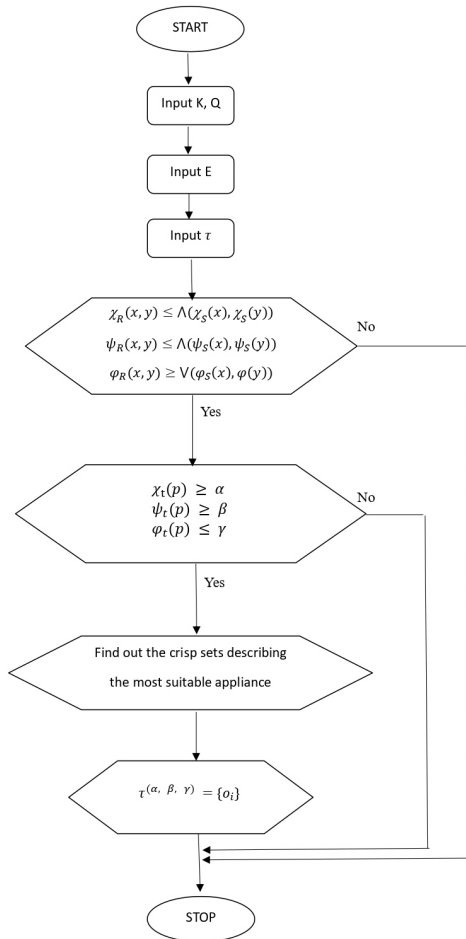 START
Input K, Q
Input E
Input τ
χ_R(x, y) ≤ Λ(χ_S(x), χ_S(y))
ψ_R(x, y) ≤ Λ(ψ_S(x), ψ_S(y))
φ_R(x, y) ≥ V(φ_S(x), φ(y))
No
Yes
χ_t(p) ≥ α
ψ_t(p) ≥ β
φ_t(p) ≤ γ
No
Yes
Find out the crisp sets describing
the most suitable appliance
τ^(α, β, γ) = {o_i}
STOP